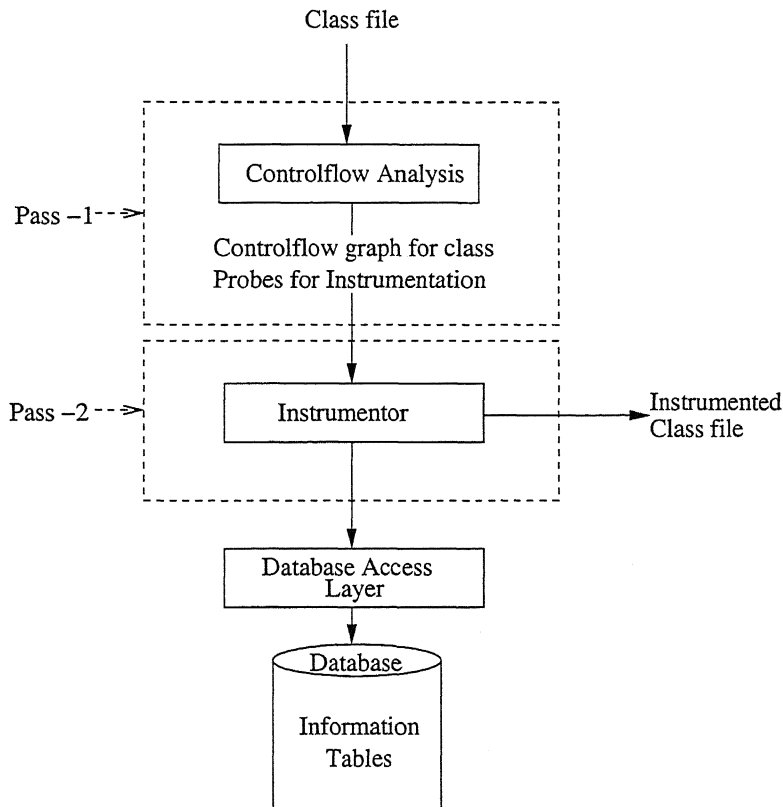 Class file
Controlflow Analysis
Pass –1
Controlflow graph for class
Probes for Instrumentation
Pass –2
Instrumentor
Instrumented
Class file
Database Access
Layer
Database
Information
Tables